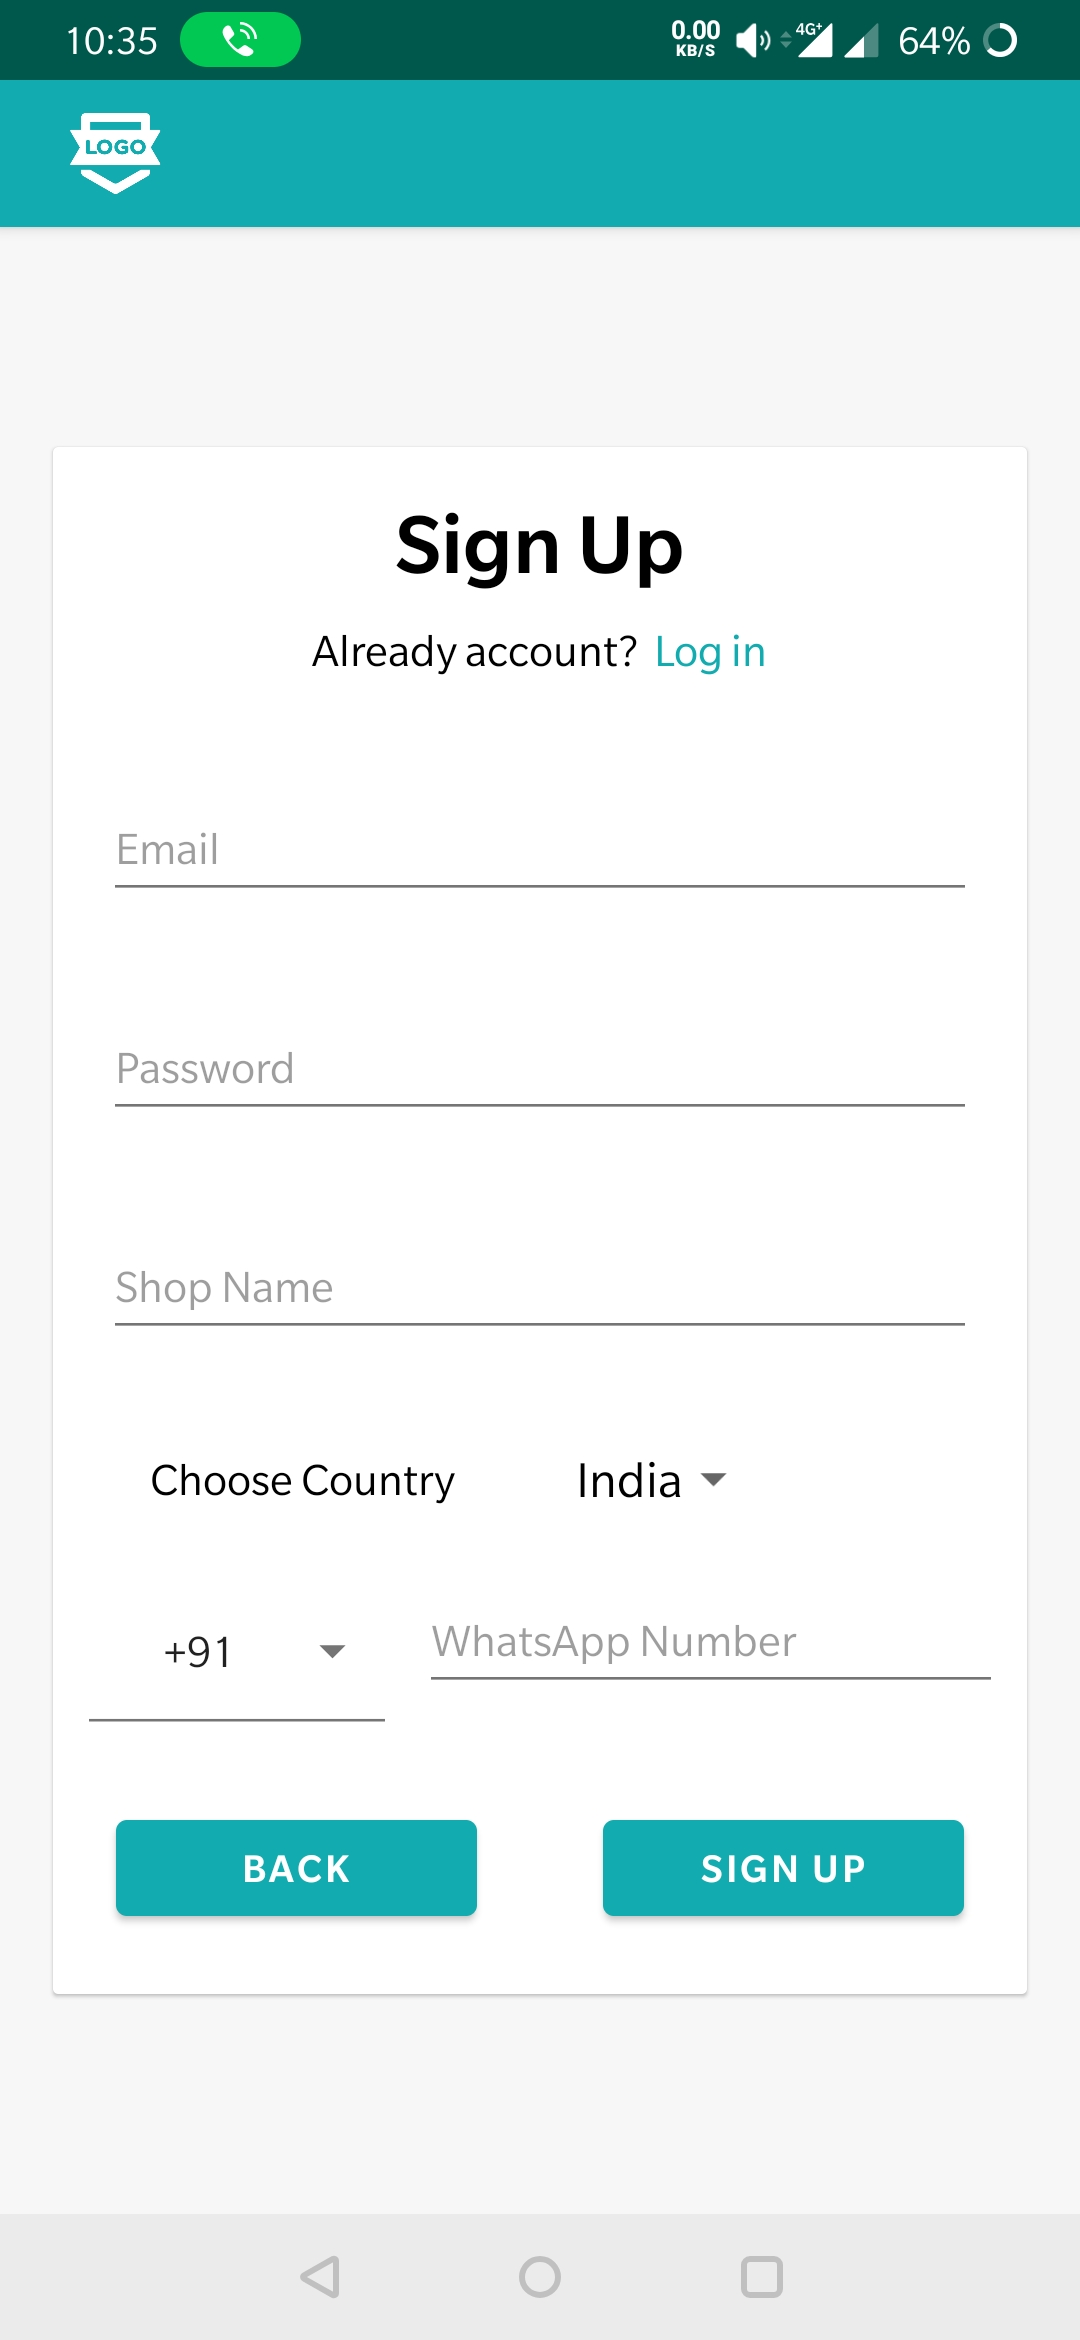 10:35 0.00 KB/S 4G+ 64%
LOGO
Sign Up
Already account? Log in
Email
Password
Shop Name
Choose Country India
+91 WhatsApp Number
BACK SIGN UP